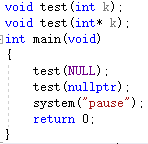 void test(int k);
void test(int* k);
int main(void)
{
test(NULL);
test(nullptr);
system("pause");
return 0;
}